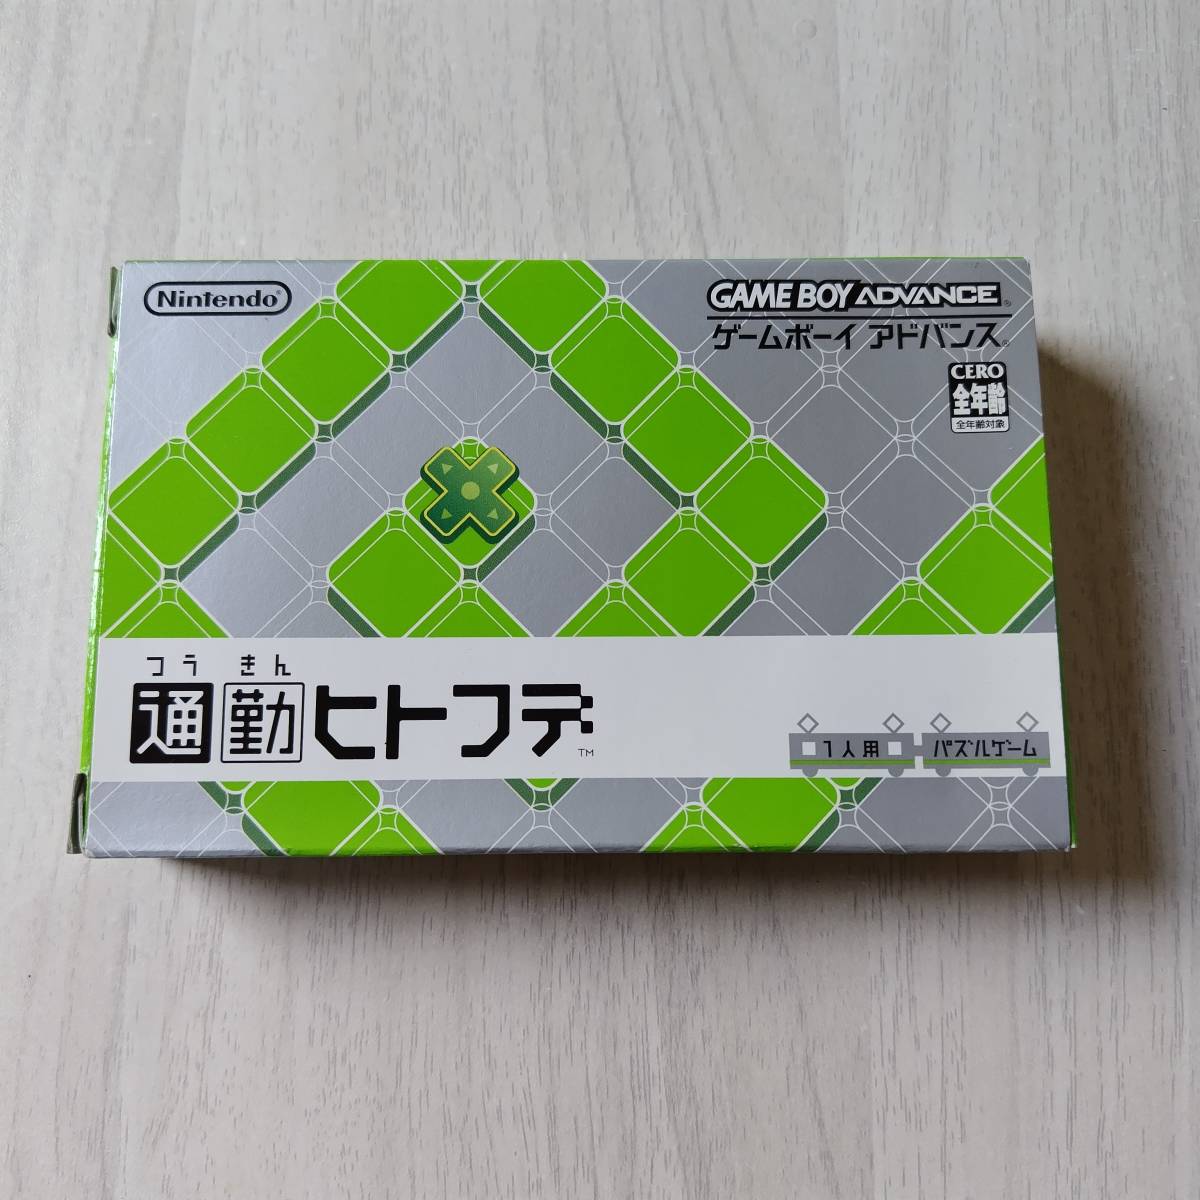 Nintendo®
GAME BOY ADVANCE®
ゲームボーイ アドバンス®
CERO
全年齢
全年齢対象
つう きん
通勤ヒトフデ™
1人用
パズルゲーム